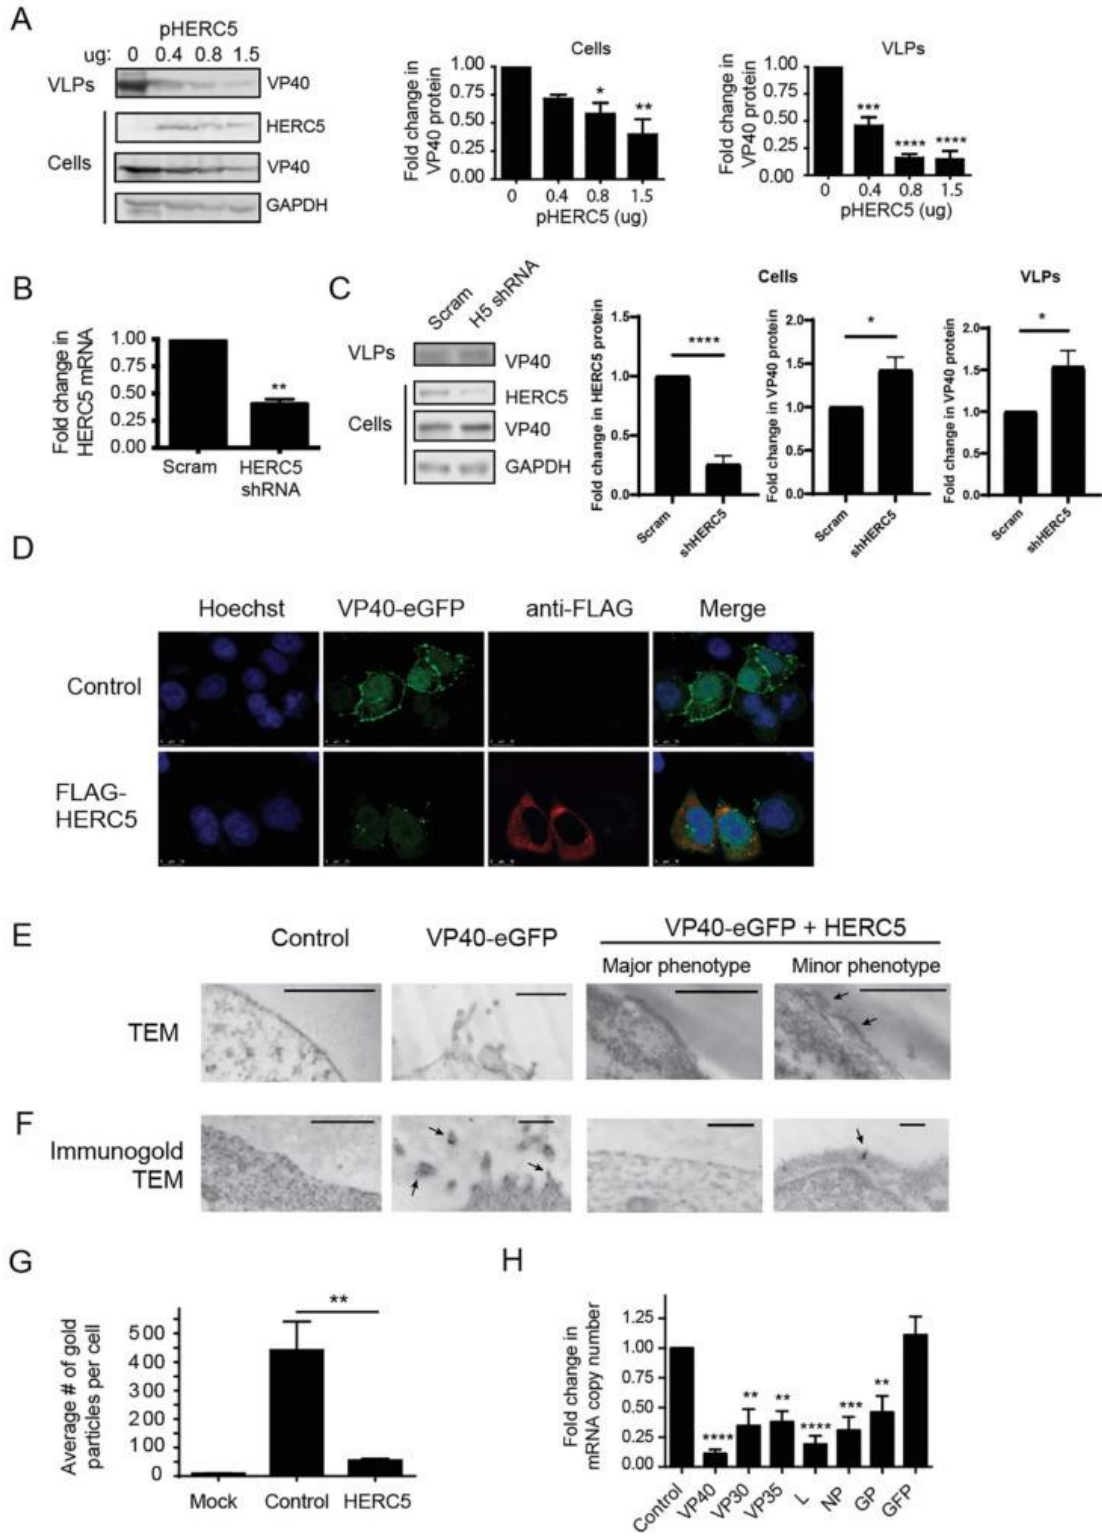 A
pHERC5
ug: 0 0.4 0.8 1.5
VLPs VP40
HERC5
Cells VP40
GAPDH
Cells
Fold change in
VP40 protein
1.00
0.75
0.50
0.25
0.00
* **
0 0.4 0.8 1.5
pHERC5 (ug)
VLPs
Fold change in
VP40 protein
1.00
0.75
0.50
0.25
0.00
*** **** ****
0 0.4 0.8 1.5
pHERC5 (ug)
B
Fold change in
HERC5 mRNA
1.00
0.75
0.50
0.25
0.00
**
Scram HERC5
shRNA
C
Scram H5 shRNA
VLPs VP40
HERC5
Cells VP40
GAPDH
Fold change in HERC5 protein
1.5
1.0
0.5
0.0
****
Scram shHERC5
Cells
Fold change in VP40 protein
2.0
1.5
1.0
0.5
0.0
*
Scram shHERC5
VLPs
Fold change in VP40 protein
2.0
1.5
1.0
0.5
0.0
*
Scram shHERC5
D
Hoechst VP40-eGFP anti-FLAG Merge
Control
FLAG-
HERC5
E
Control VP40-eGFP VP40-eGFP + HERC5
Major phenotype Minor phenotype
TEM
F
Immunogold
TEM
G
Average # of gold
particles per cell
500
400
300
200
100
0
**
Mock Control HERC5
H
Fold change in
mRNA copy number
1.25
1.00
0.75
0.50
0.25
0.00
**** ** ** **** *** **
Control VP40 VP30 VP35 L NP GP GFP